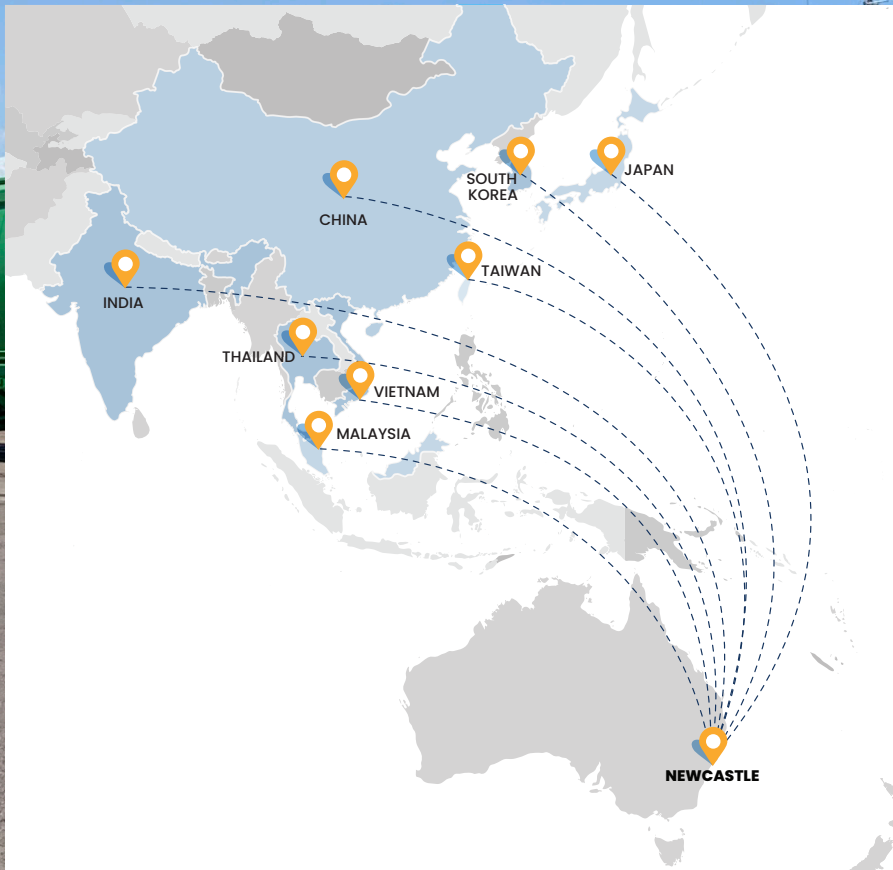 JAPAN
SOUTH
KOREA
CHINA
TAIWAN
INDIA
THAILAND
VIETNAM
MALAYSIA
NEWCASTLE